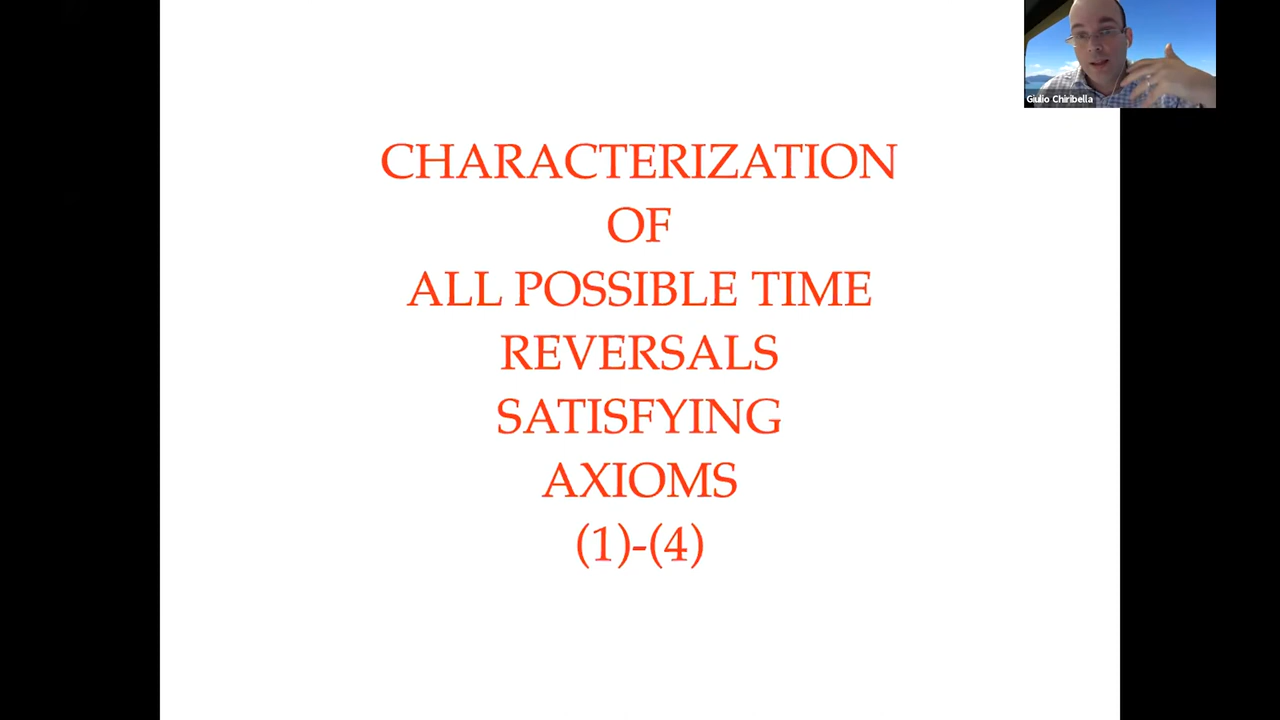 Giulio Chiribella
CHARACTERIZATION
OF
ALL POSSIBLE TIME
REVERSALS
SATISFYING
AXIOMS
(1)-(4)